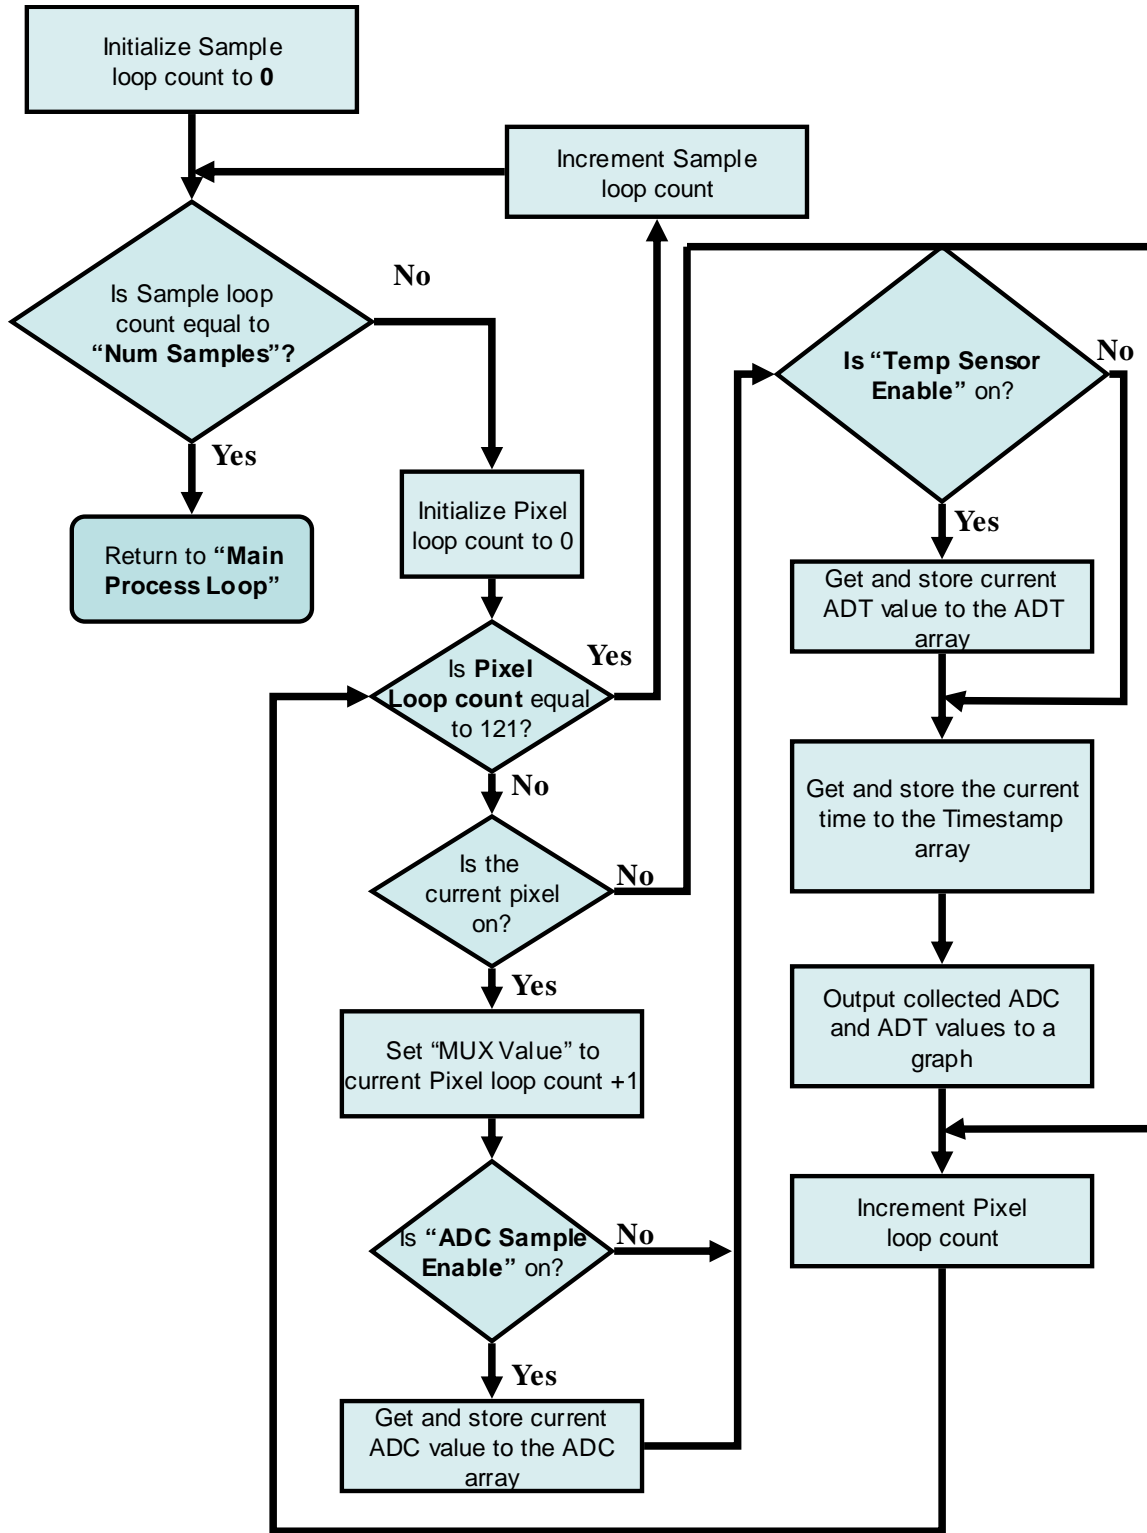 Initialize Sample
loop count to 0
Increment Sample
loop count
No
Is Sample loop
count equal to
“Num Samples”?
Yes
Return to “Main
Process Loop”
Initialize Pixel
loop count to 0
Is Pixel
Loop count equal
to 121?
Yes
No
Is the
current pixel
on?
No
Yes
Set “MUX Value” to
current Pixel loop count +1
Is “ADC Sample
Enable” on?
No
Yes
Get and store current
ADC value to the ADC
array
Is “Temp Sensor
Enable” on?
No
Yes
Get and store current
ADT value to the ADT
array
Get and store the current
time to the Timestamp
array
Output collected ADC
and ADT values to a
graph
Increment Pixel
loop count